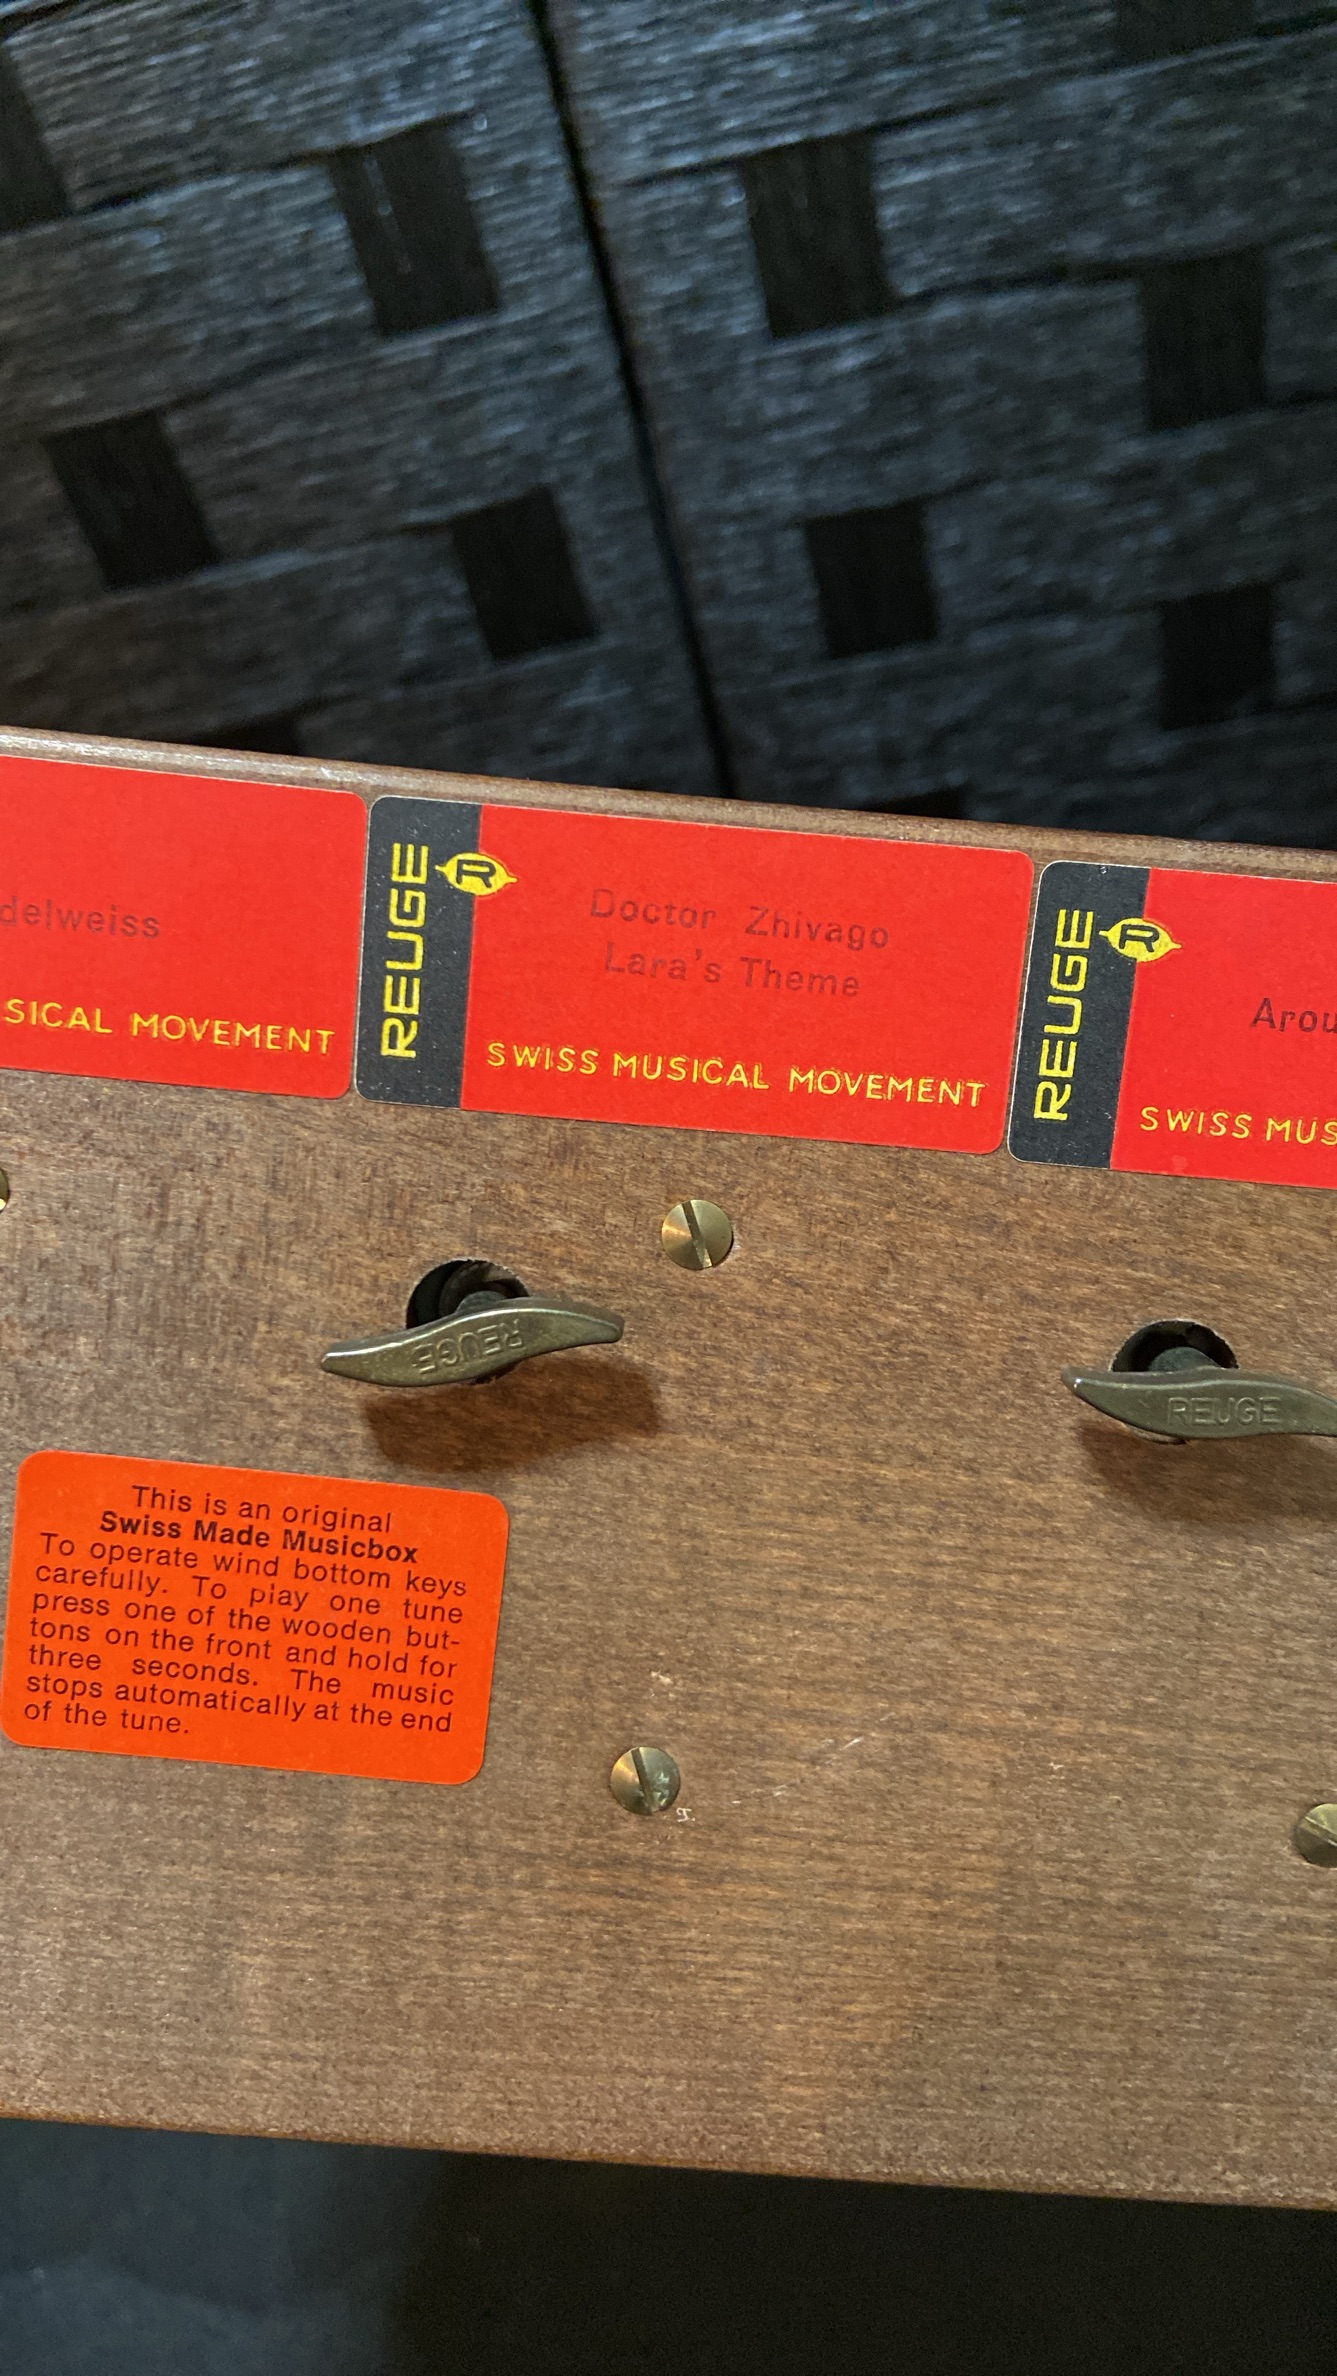 delweiss
SICAL MOVEMENT
REUGE
R
Doctor Zhivago
Lara's Theme
SWISS MUSICAL MOVEMENT
REUGE
R
Arou
SWISS MUS
REUGE
REUGE
This is an original
Swiss Made Musicbox
To operate wind bottom keys
carefully. To play one tune
press one of the wooden but-
tons on the front and hold for
three seconds. The music
stops automatically at the end
of the tune.